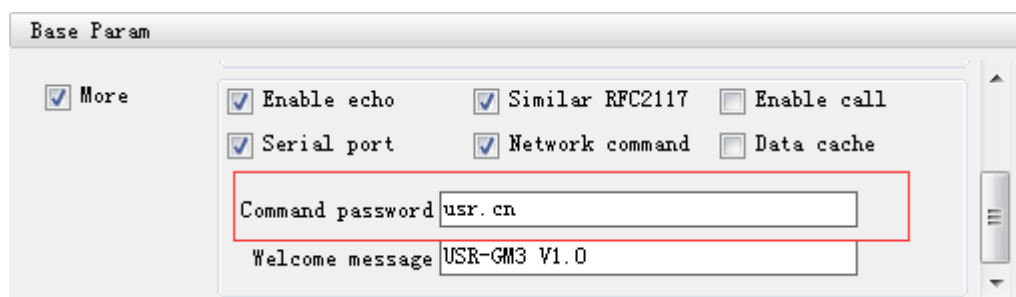 Base Param
More
Enable echo Similar RFC2117 Enable call
Serial port Network command Data cache
Command password usr.cn
Welcome message USR-GM3 V1.0